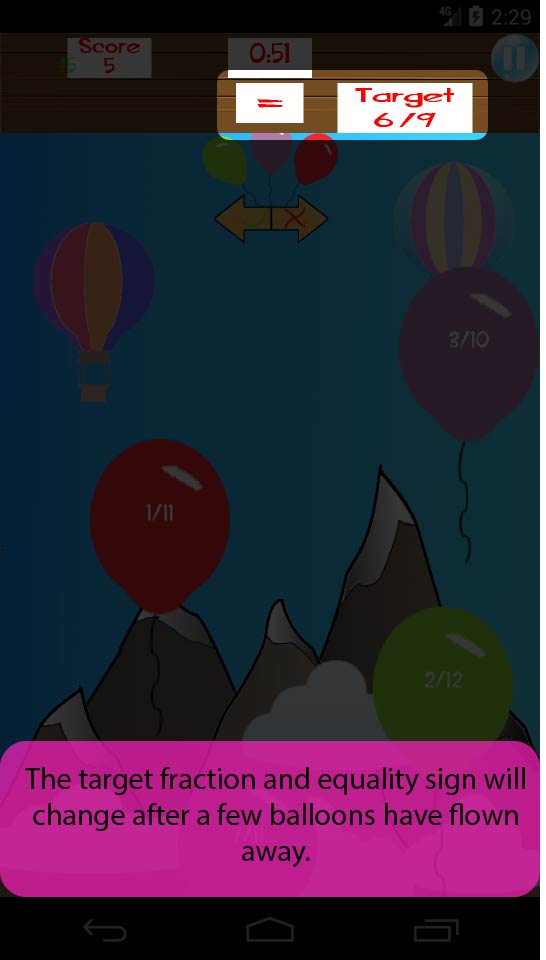 4G 2:29
Score
5
5
0:51
=
Target
6/9
3/10
1/11
2/12
The target fraction and equality sign will
change after a few balloons have flown
away.